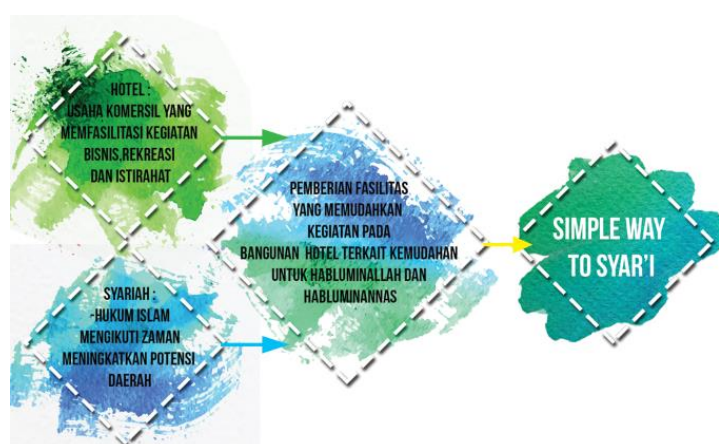 HOTEL :
USAHA KOMERSIL YANG
MEMFASILITASI KEGIATAN
BISNIS,REKREASI
DAN ISTIRAHAT
SYARIAH :
-HUKUM ISLAM
MENGIKUTI ZAMAN
MENINGKATKAN POTENSI
DAERAH
PEMBERIAN FASILITAS
YANG MEMUDAHKAN
KEGIATAN PADA
BANGUNAN HOTEL TERKAIT KEMUDAHAN
UNTUK HABLUMINALLAH DAN
HABLUMINANNAS
SIMPLE WAY
TO SYAR'I